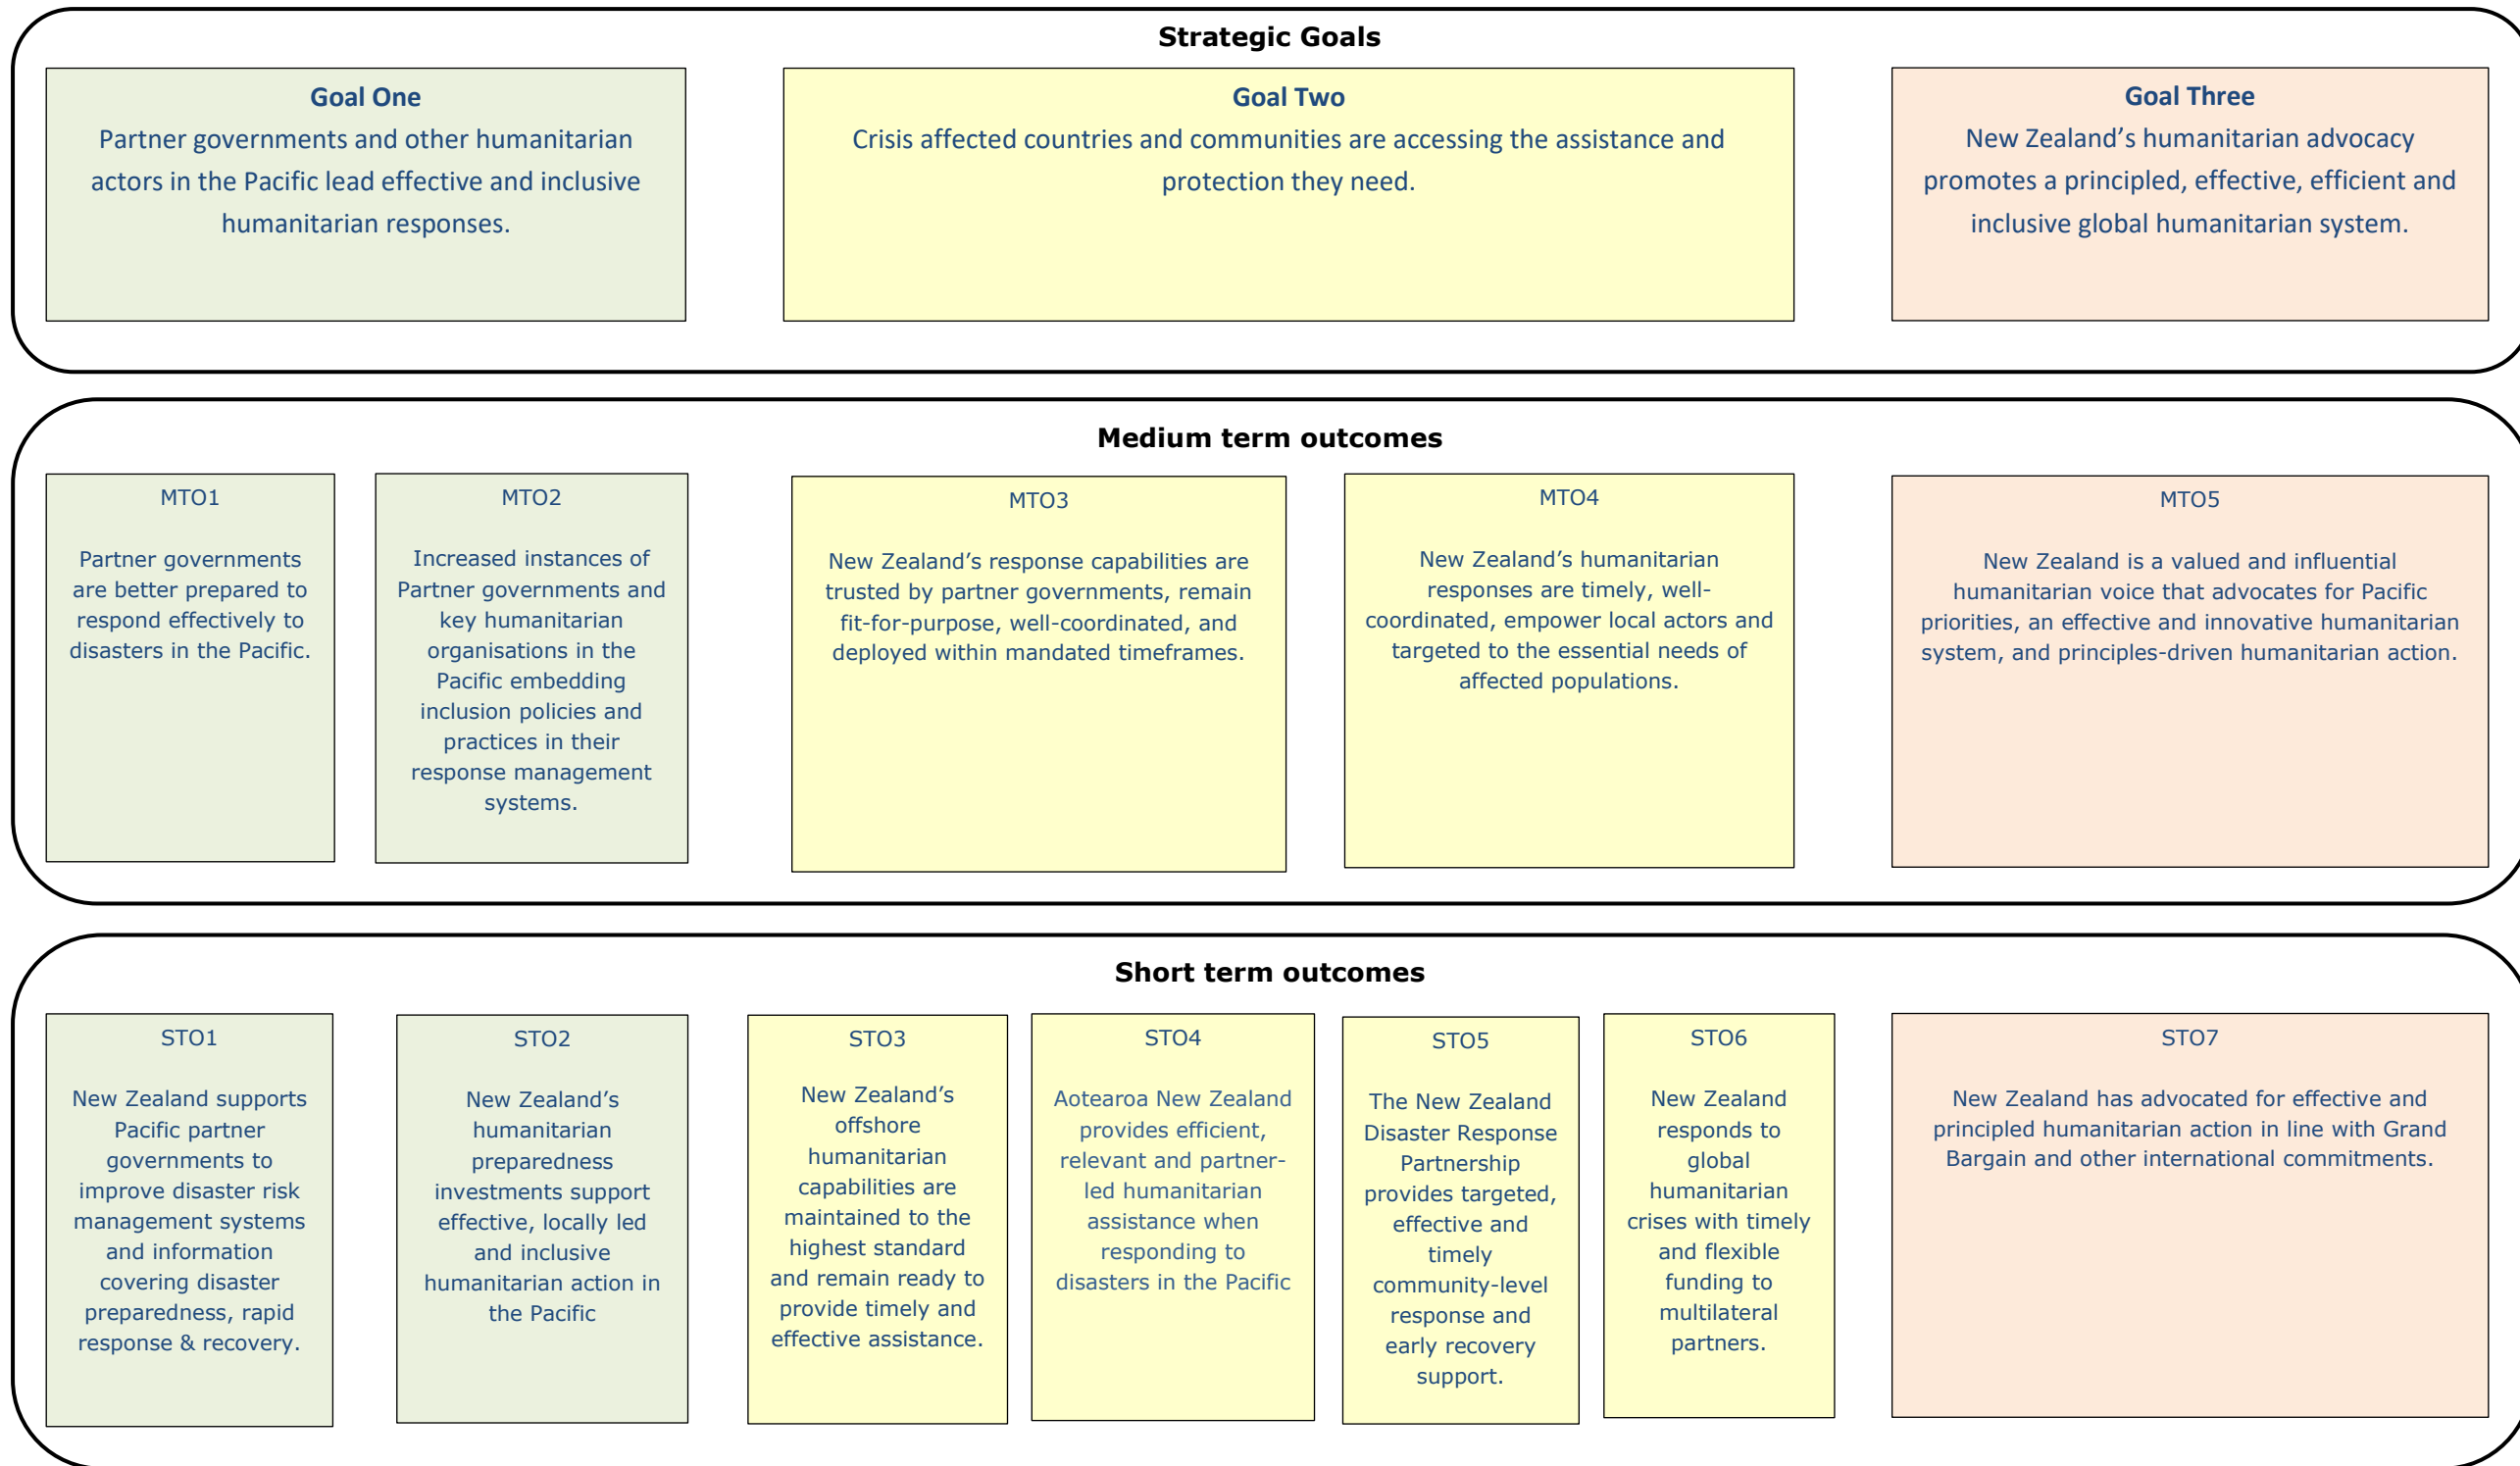 Strategic Goals
Goal One
Partner governments and other humanitarian
actors in the Pacific lead effective and inclusive
humanitarian responses.
Goal Two
Crisis affected countries and communities are accessing the assistance and
protection they need.
Goal Three
New Zealand’s humanitarian advocacy
promotes a principled, effective, efficient and
inclusive global humanitarian system.
Medium term outcomes
MTO1
Partner governments
are better prepared to
respond effectively to
disasters in the Pacific.
MTO2
Increased instances of
Partner governments and
key humanitarian
organisations in the
Pacific embedding
inclusion policies and
practices in their
response management
systems.
MTO3
New Zealand’s response capabilities are
trusted by partner governments, remain
fit-for-purpose, well-coordinated, and
deployed within mandated timeframes.
MTO4
New Zealand’s humanitarian
responses are timely, well-
coordinated, empower local actors and
targeted to the essential needs of
affected populations.
MTO5
New Zealand is a valued and influential
humanitarian voice that advocates for Pacific
priorities, an effective and innovative humanitarian
system, and principles-driven humanitarian action.
Short term outcomes
STO1
New Zealand supports
Pacific partner
governments to
improve disaster risk
management systems
and information
covering disaster
preparedness, rapid
response & recovery.
STO2
New Zealand’s
humanitarian
preparedness
investments support
effective, locally led
and inclusive
humanitarian action in
the Pacific
STO3
New Zealand’s
offshore
humanitarian
capabilities are
maintained to the
highest standard
and remain ready to
provide timely and
effective assistance.
STO4
Aotearoa New Zealand
provides efficient,
relevant and partner-
led humanitarian
assistance when
responding to
disasters in the Pacific
STO5
The New Zealand
Disaster Response
Partnership
provides targeted,
effective and
timely
community-level
response and
early recovery
support.
STO6
New Zealand
responds to
global
humanitarian
crises with timely
and flexible
funding to
multilateral
partners.
STO7
New Zealand has advocated for effective and
principled humanitarian action in line with Grand
Bargain and other international commitments.